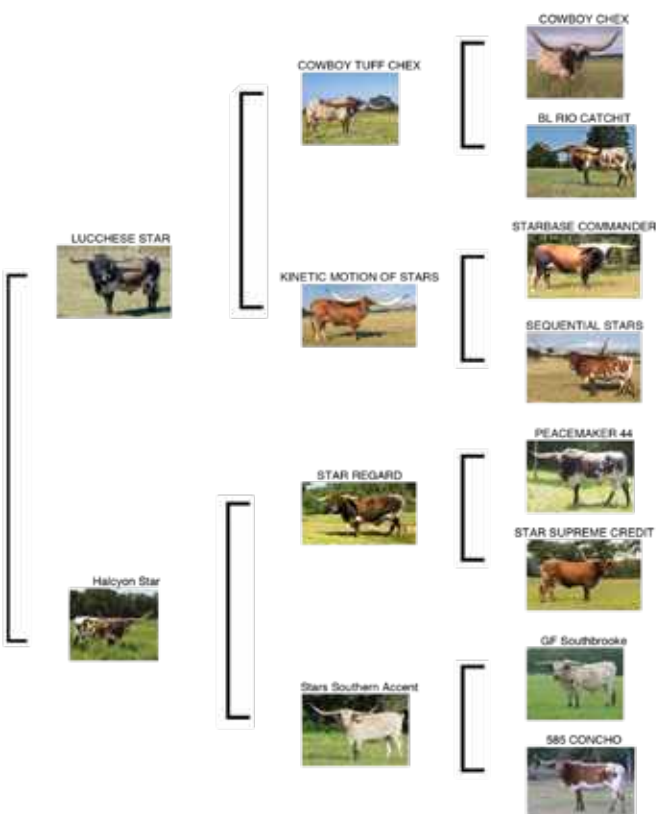 COWBOY CHEX
COWBOY TUFF CHEX
BL RIO CATCHIT
LUCCHESE STAR
STARBASE COMMANDER
KINETIC MOTION OF STARS
SEQUENTIAL STARS
PEACEMAKER 44
STAR REGARD
STAR SUPREME CREDIT
Halcyon Star
GF Southbrooke
Stars Southern Accent
585 CONCHO